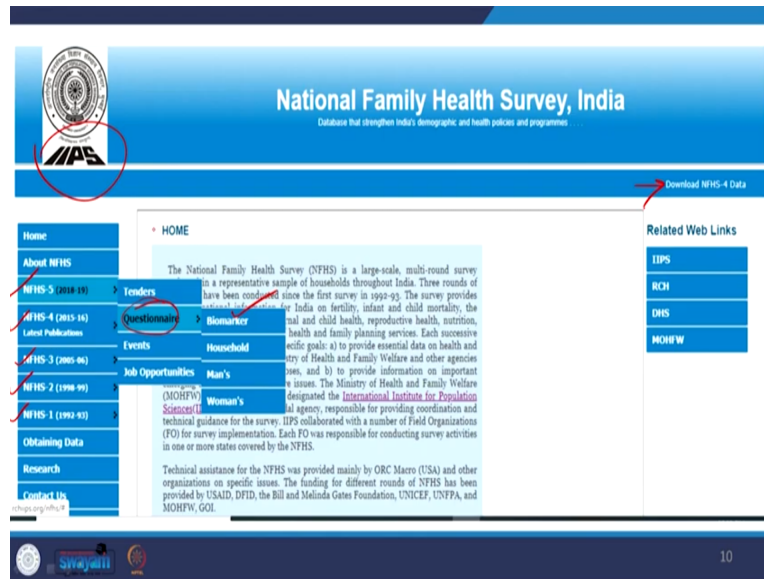 National Family Health Survey, India
Database that strengthen India's demographic and health policies and programmes . . . .
IIPS
Download NFHS-4 Data
Home
About NFHS
NFHS-5 (2018-19)
NFHS-4 (2015-16)
Latest Publications
NFHS-3 (2005-06)
NFHS-2 (1998-99)
NFHS-1 (1992-93)
Obtaining Data
Research
Contact Us
rchiips.org/nfhs/#
Tenders
Questionnaire
Events
Job Opportunities
Biomarker
Household
Man's
Woman's
HOME
The National Family Health Survey (NFHS) is a large-scale, multi-round survey
in a representative sample of households throughout India. Three rounds of
have been conducted since the first survey in 1992-93. The survey provides
information for India on fertility, infant and child mortality, the
and child health, reproductive health, nutrition,
health and family planning services. Each successive
goals: a) to provide essential data on health and
of Health and Family Welfare and other agencies
and b) to provide information on important
issues. The Ministry of Health and Family Welfare
(MOHFW) designated the International Institute for Population
agency, responsible for providing coordination and
technical guidance for the survey. IIPS collaborated with a number of Field Organizations
(FO) for survey implementation. Each FO was responsible for conducting survey activities
in one or more states covered by the NFHS.
Technical assistance for the NFHS was provided mainly by ORC Macro (USA) and other
organizations on specific issues. The funding for different rounds of NFHS has been
provided by USAID, DFID, the Bill and Melinda Gates Foundation, UNICEF, UNFPA, and
MOHFW, GOI.
Related Web Links
IIPS
RCH
DHS
MOHFW
swayam
10